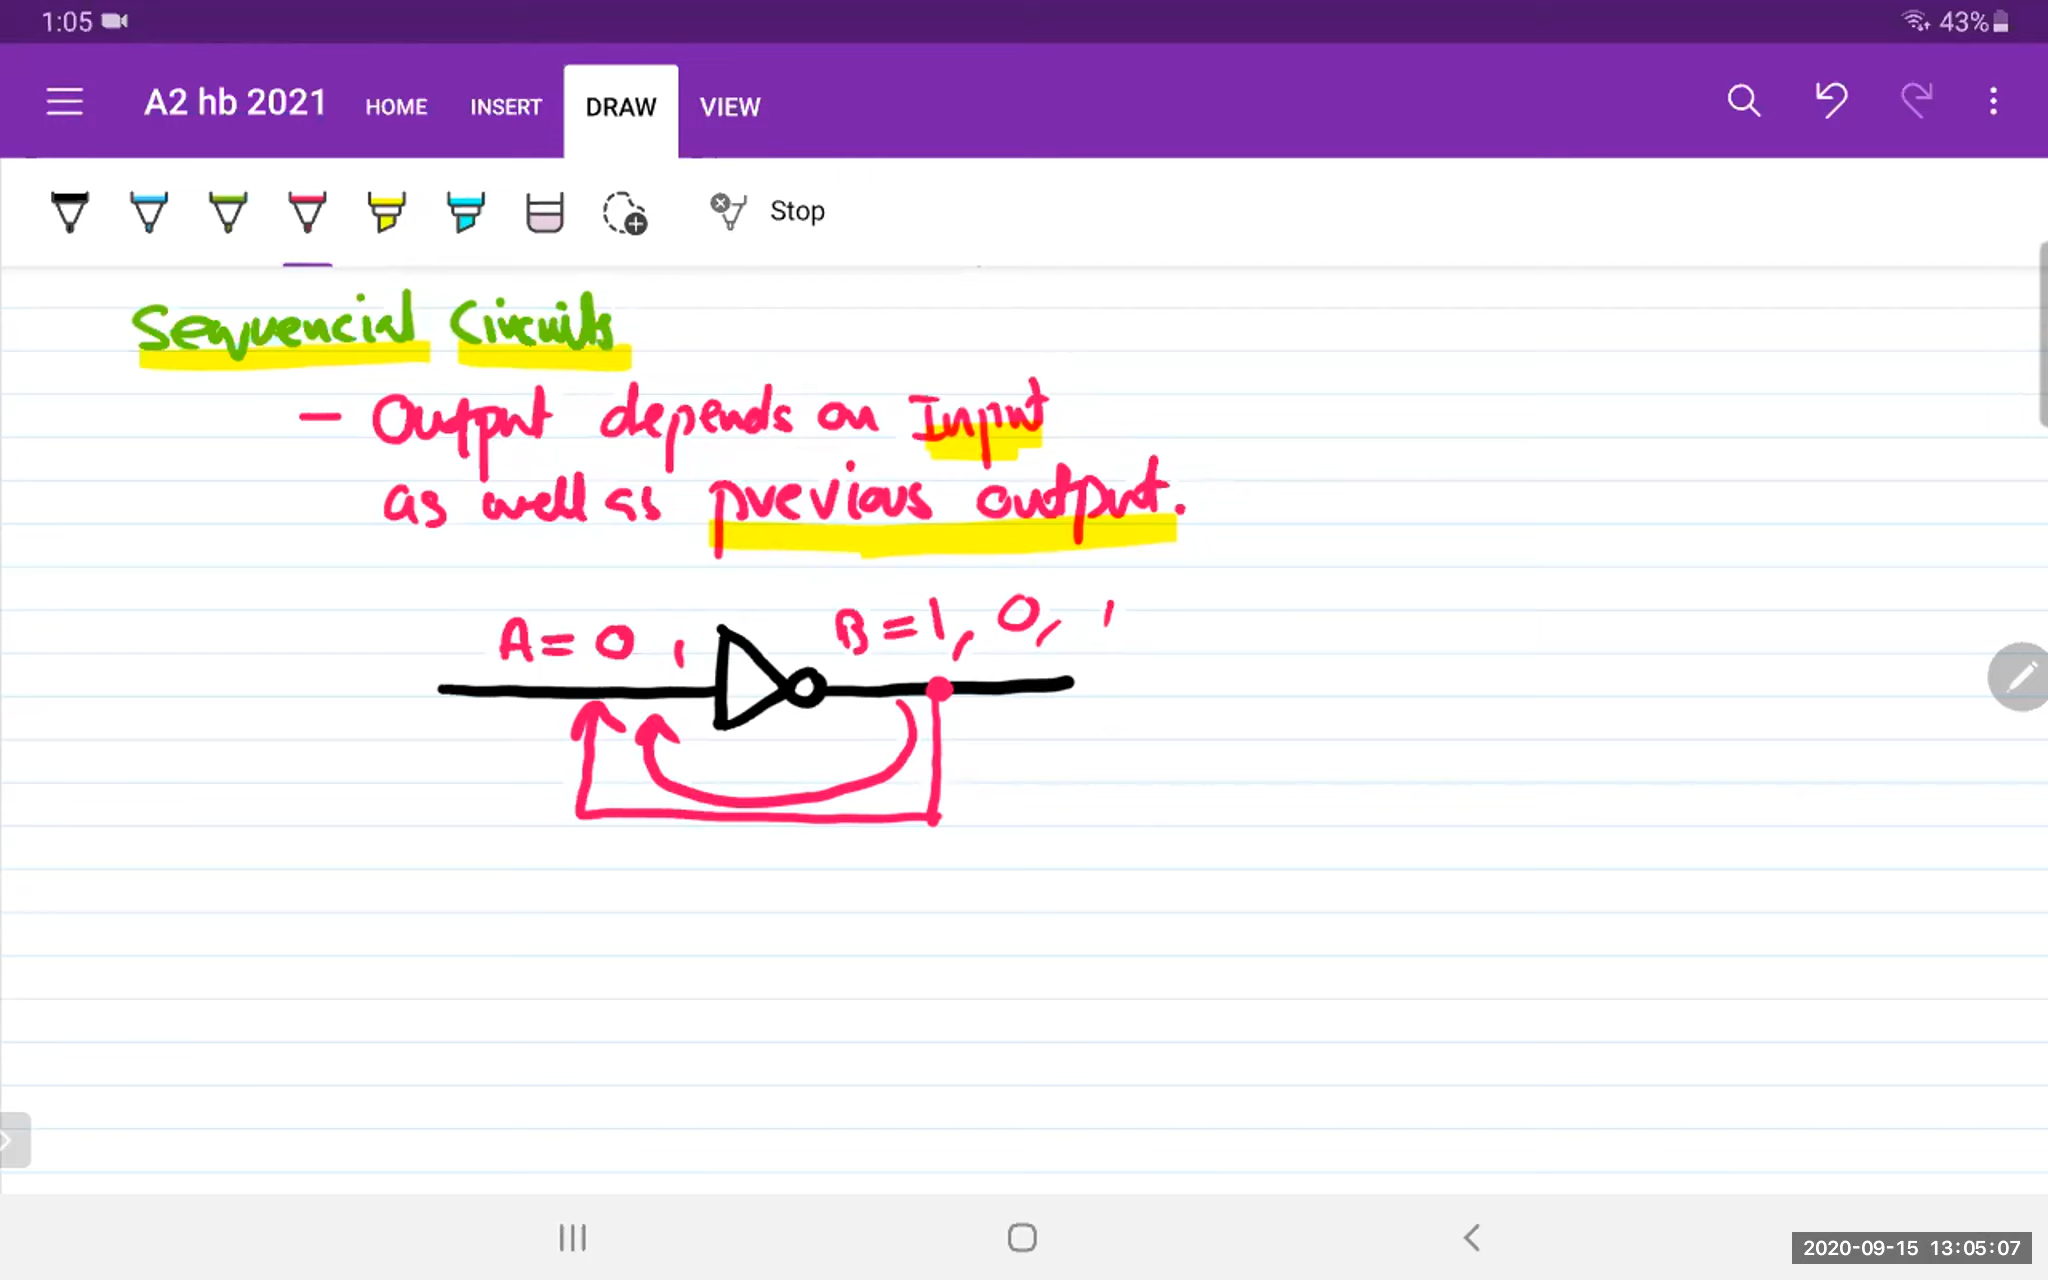 1:05 43%
A2 hb 2021 HOME INSERT DRAW VIEW
Stop
Sequencial Circuits
— Output depends on Input
as well as previous output.
A = 0 , B = 1, 0, 1
2020-09-15 13:05:07